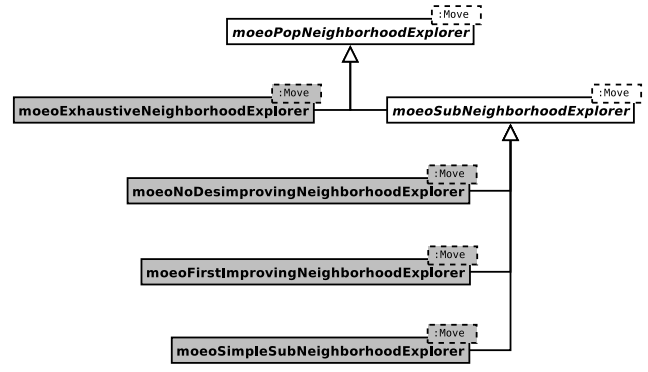 :Move
moeoPopNeighborhoodExplorer
:Move
moeoExhaustiveNeighborhoodExplorer
:Move
moeoSubNeighborhoodExplorer
:Move
moeoNoDesimprovingNeighborhoodExplorer
:Move
moeoFirstImprovingNeighborhoodExplorer
:Move
moeoSimpleSubNeighborhoodExplorer